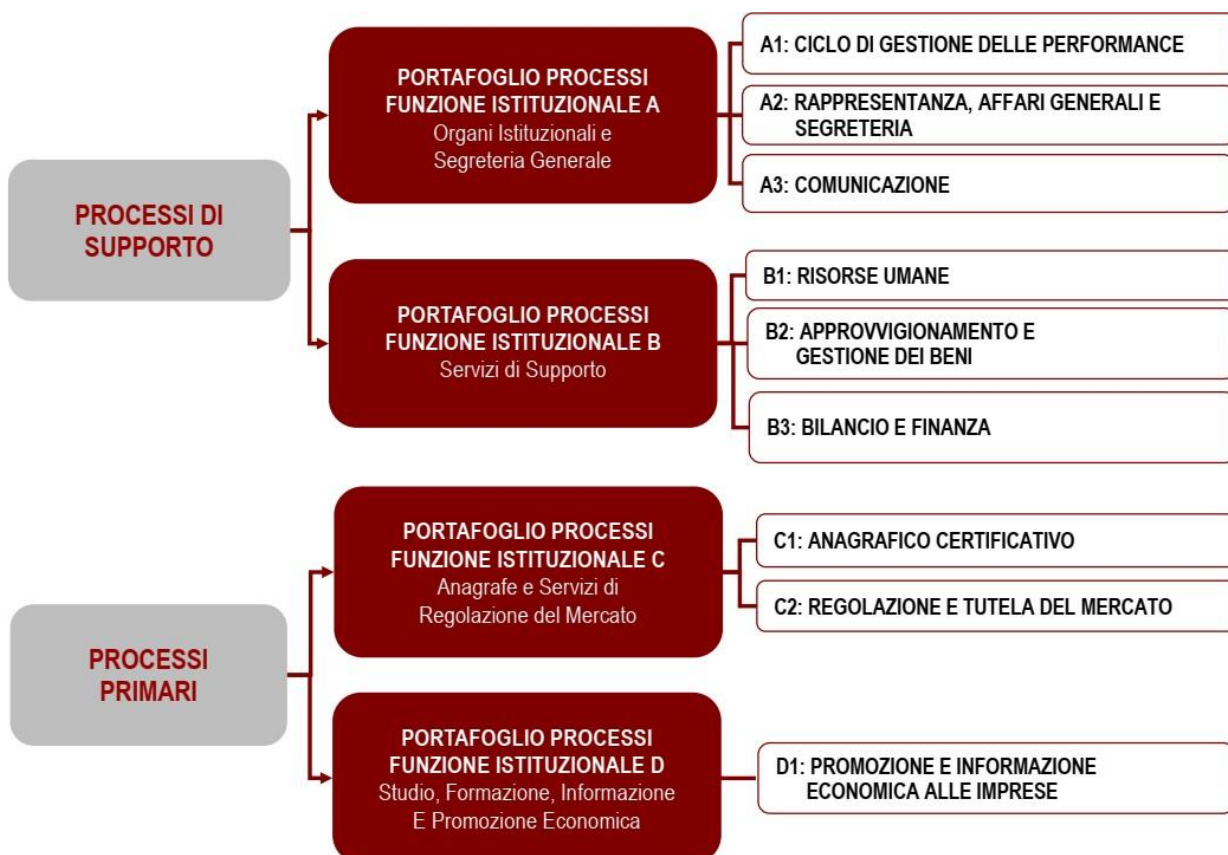 PROCESSI DI
SUPPORTO
PORTAFOGLIO PROCESSI
FUNZIONE ISTITUZIONALE A
Organi Istituzionali e
Segreteria Generale
A1: CICLO DI GESTIONE DELLE PERFORMANCE
A2: RAPPRESENTANZA, AFFARI GENERALI E
SEGRETERIA
A3: COMUNICAZIONE
PORTAFOGLIO PROCESSI
FUNZIONE ISTITUZIONALE B
Servizi di Supporto
B1: RISORSE UMANE
B2: APPROVVIGIONAMENTO E
GESTIONE DEI BENI
B3: BILANCIO E FINANZA
PROCESSI
PRIMARI
PORTAFOGLIO PROCESSI
FUNZIONE ISTITUZIONALE C
Anagrafe e Servizi di
Regolazione del Mercato
C1: ANAGRAFICO CERTIFICATIVO
C2: REGOLAZIONE E TUTELA DEL MERCATO
PORTAFOGLIO PROCESSI
FUNZIONE ISTITUZIONALE D
Studio, Formazione, Informazione
E Promozione Economica
D1: PROMOZIONE E INFORMAZIONE
ECONOMICA ALLE IMPRESE